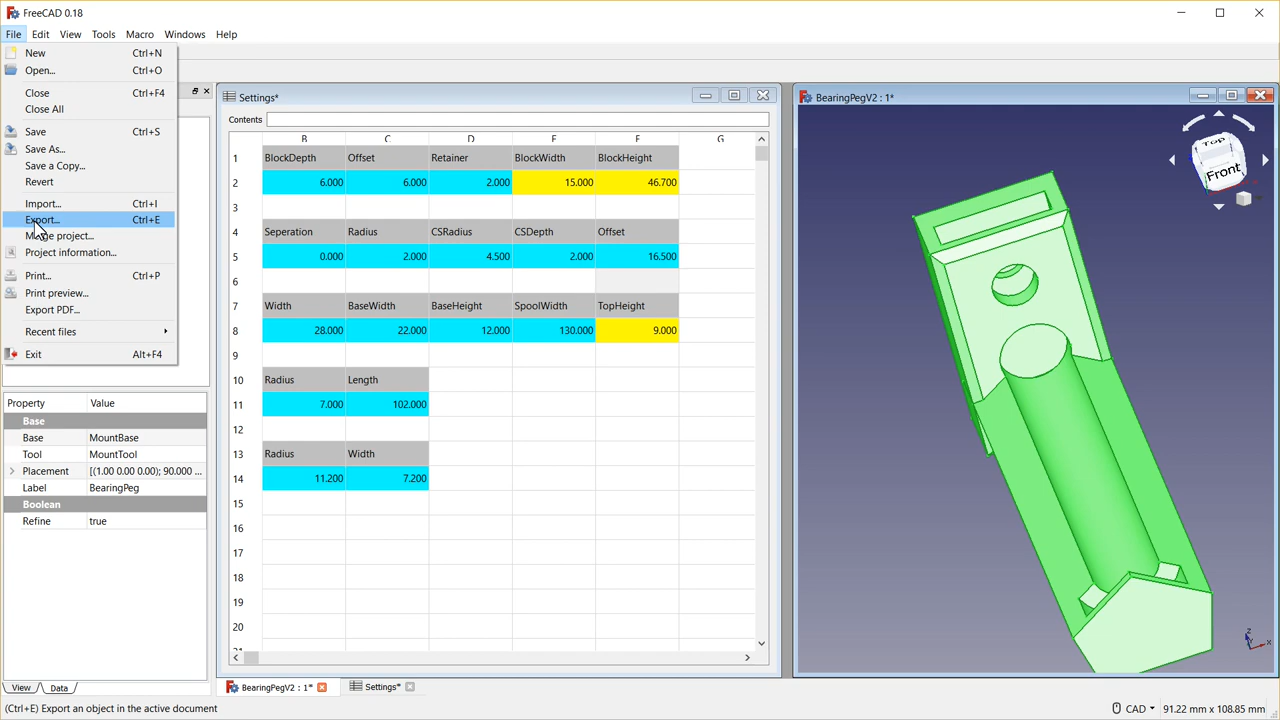 FreeCAD 0.18
File Edit View Tools Macro Windows Help
New Ctrl+N
Open... Ctrl+O
Close Ctrl+F4
Close All
Save Ctrl+S
Save As...
Save a Copy...
Revert
Import... Ctrl+I
Export... Ctrl+E
project...
Project information...
Print... Ctrl+P
Print preview...
Export PDF...
Recent files
Exit Alt+F4
Property Value
Base
Base MountBase
Tool MountTool
Placement [(1.00 0.00 0.00); 90.000 ...
Label BearingPeg
Boolean
Refine true
View Data
Settings*
Contents
B C D G
1 BlockDepth Offset Retainer BlockWidth BlockHeight
2 6.000 6.000 2.000 15.000 46.700
3
4 Seperation Radius CSRadius CSDepth Offset
5 0.000 2.000 4.500 2.000 16.500
6
7 Width BaseWidth BaseHeight SpoolWidth TopHeight
8 28.000 22.000 12.000 130.000 9.000
9
10 Radius Length
11 7.000 102.000
12
13 Radius Width
14 11.200 7.200
15
16
17
18
19
20
BearingPegV2 : 1*
Top
Front
Z
Y
X
BearingPegV2 : 1* Settings*
(Ctrl+E) Export an object in the active document
CAD 91.22 mm x 108.85 mm